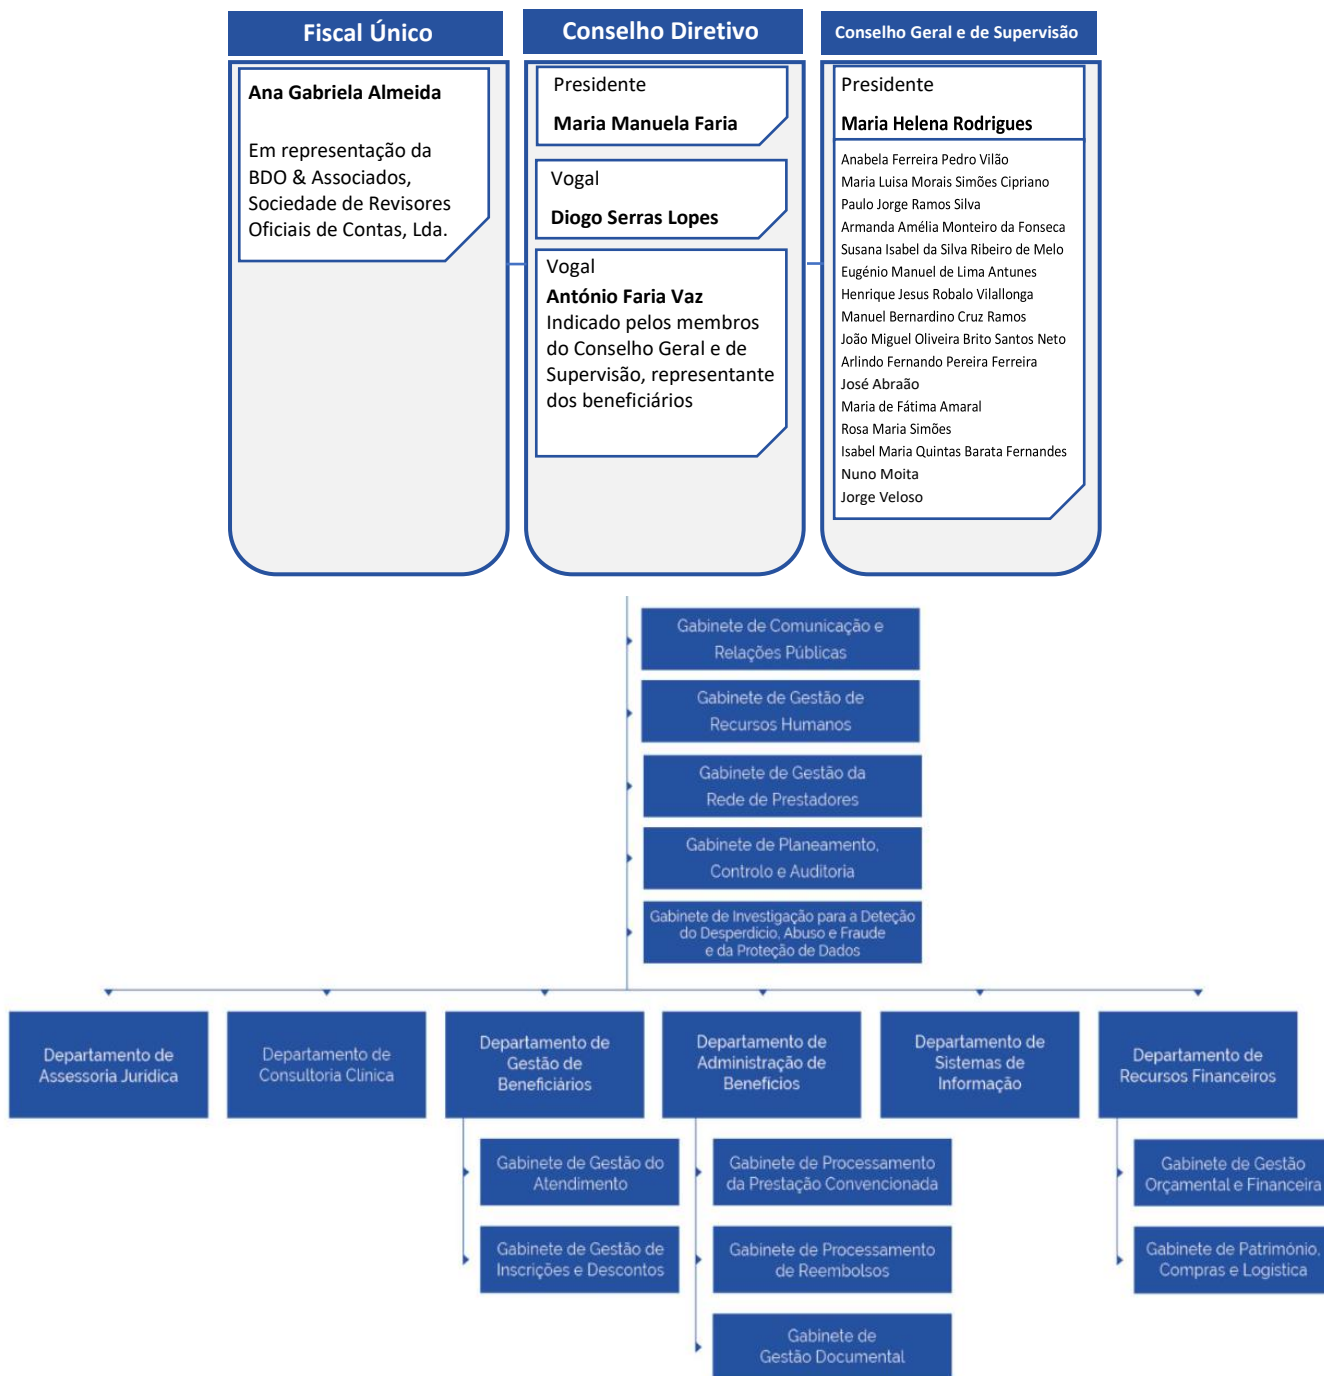 Fiscal Único
Ana Gabriela Almeida
Em representação da
BDO & Associados,
Sociedade de Revisores
Oficiais de Contas, Lda.
Conselho Diretivo
Presidente
Maria Manuela Faria
Vogal
Diogo Serras Lopes
Vogal
António Faria Vaz
Indicado pelos membros
do Conselho Geral e de
Supervisão, representante
dos beneficiários
Conselho Geral e de Supervisão
Presidente
Maria Helena Rodrigues
Anabela Ferreira Pedro Vilão
Maria Luisa Morais Simões Cipriano
Paulo Jorge Ramos Silva
Armanda Amélia Monteiro da Fonseca
Susana Isabel da Silva Ribeiro de Melo
Eugénio Manuel de Lima Antunes
Henrique Jesus Robalo Vilallonga
Manuel Bernardino Cruz Ramos
João Miguel Oliveira Brito Santos Neto
Arlindo Fernando Pereira Ferreira
José Abraão
Maria de Fátima Amaral
Rosa Maria Simões
Isabel Maria Quintas Barata Fernandes
Nuno Moita
Jorge Veloso
Gabinete de Comunicação e
Relações Públicas
Gabinete de Gestão de
Recursos Humanos
Gabinete de Gestão da
Rede de Prestadores
Gabinete de Planeamento,
Controlo e Auditoria
Gabinete de Investigação para a Deteção
do Desperdício, Abuso e Fraude
e da Proteção de Dados
Departamento de
Assessoria Jurídica
Departamento de
Consultoria Clínica
Departamento de
Gestão de
Beneficiários
Departamento de
Administração de
Benefícios
Departamento de
Sistemas de
Informação
Departamento de
Recursos Financeiros
Gabinete de Gestão do
Atendimento
Gabinete de Gestão de
Inscrições e Descontos
Gabinete de Processamento
da Prestação Convencionada
Gabinete de Processamento
de Reembolsos
Gabinete de
Gestão Documental
Gabinete de Gestão
Orçamental e Financeira
Gabinete de Património,
Compras e Logística